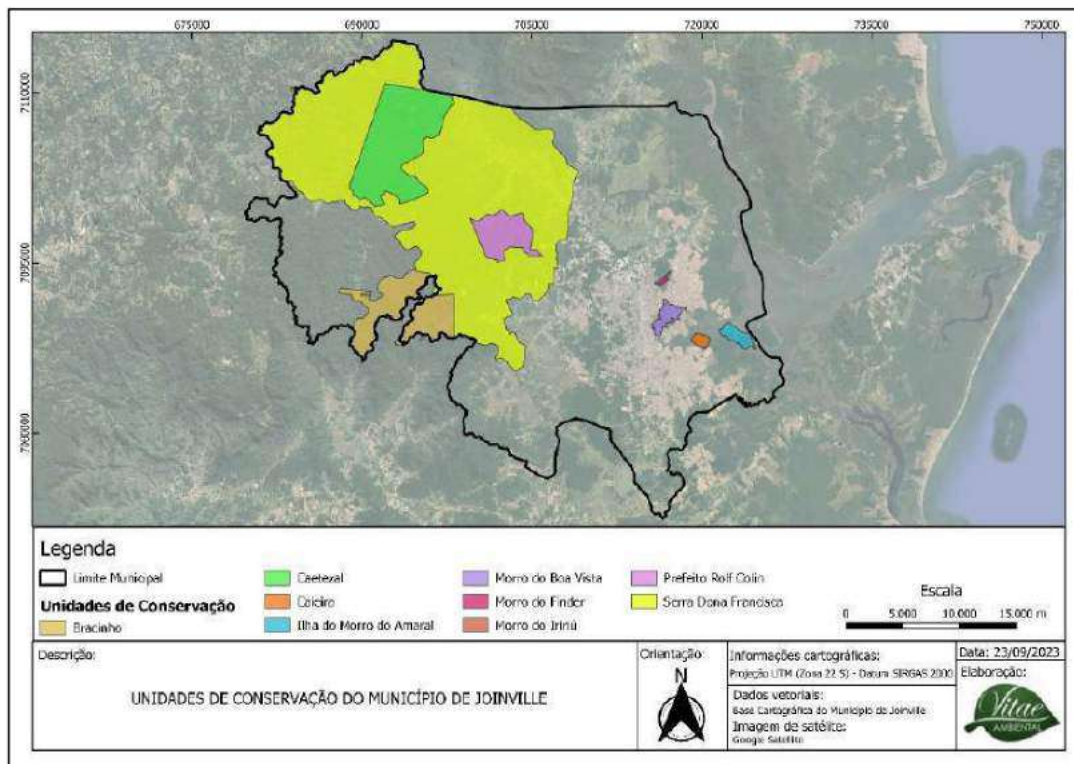 675000 690000 705000 720000 735000 750000
7110000
7095000
7080000
Legenda
Limite Municipal
Unidades de Conservação
Bracinho
Caetezal
Caieira
Ilha do Morro do Amaral
Morro do Boa Vista
Morro do Finder
Morro do Iririú
Prefeito Rolf Colin
Serra Dona Francisca
Escala
0 5.000 10.000 15.000 m
Descrição:
UNIDADES DE CONSERVAÇÃO DO MUNICÍPIO DE JOINVILLE
Orientação:
N
Informações cartográficas:
Projeção UTM (Zona 22 S) - Datum SIRGAS 2000
Dados vetoriais:
Base Cartográfica do Município de Joinville
Imagem de satélite:
Google Satellite
Data: 23/09/2023
Elaboração:
Vitae
AMBIENTAL